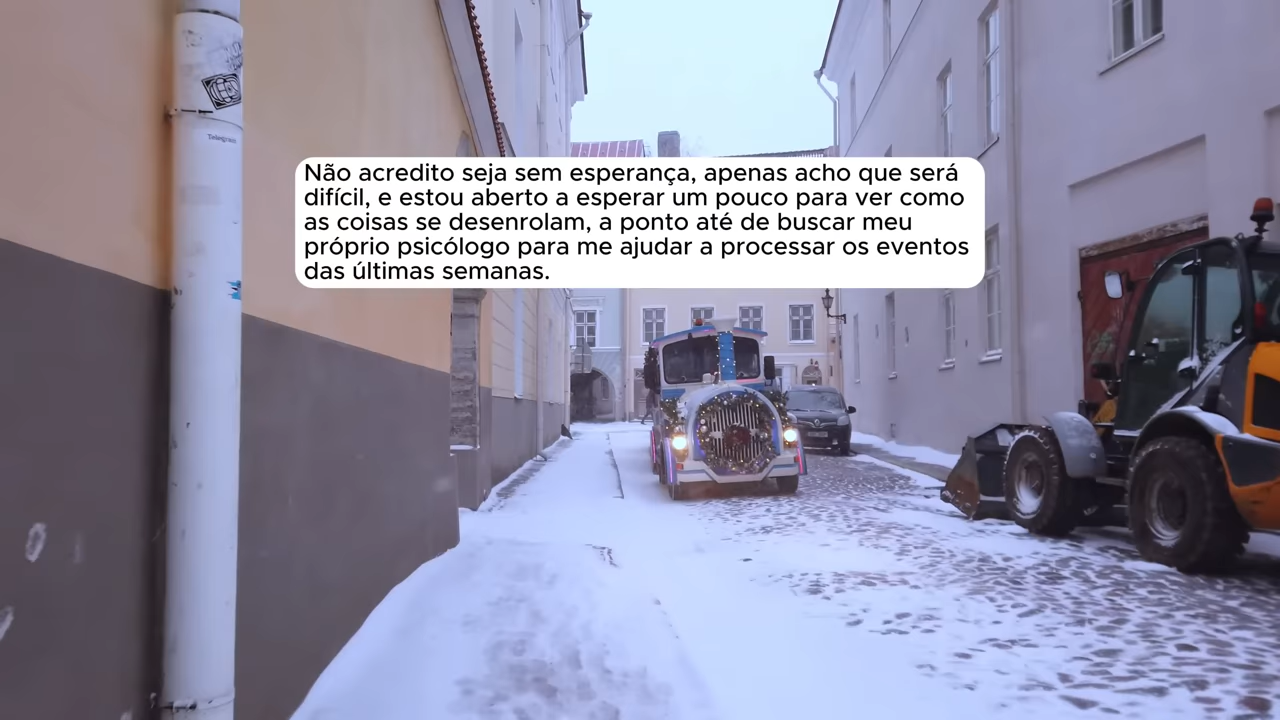 Telegram
Não acredito seja sem esperança, apenas acho que será
difícil, e estou aberto a esperar um pouco para ver como
as coisas se desenrolam, a ponto até de buscar meu
próprio psicólogo para me ajudar a processar os eventos
das últimas semanas.